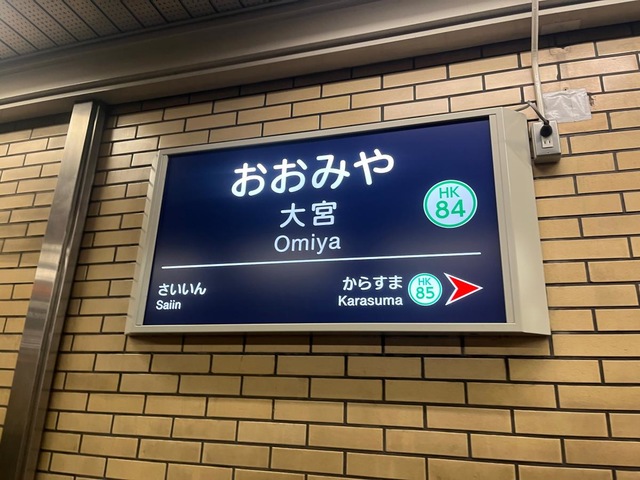 おおみや
大宮
Omiya
HK
84
さいいん
Saiin
からすま
Karasuma
HK
85